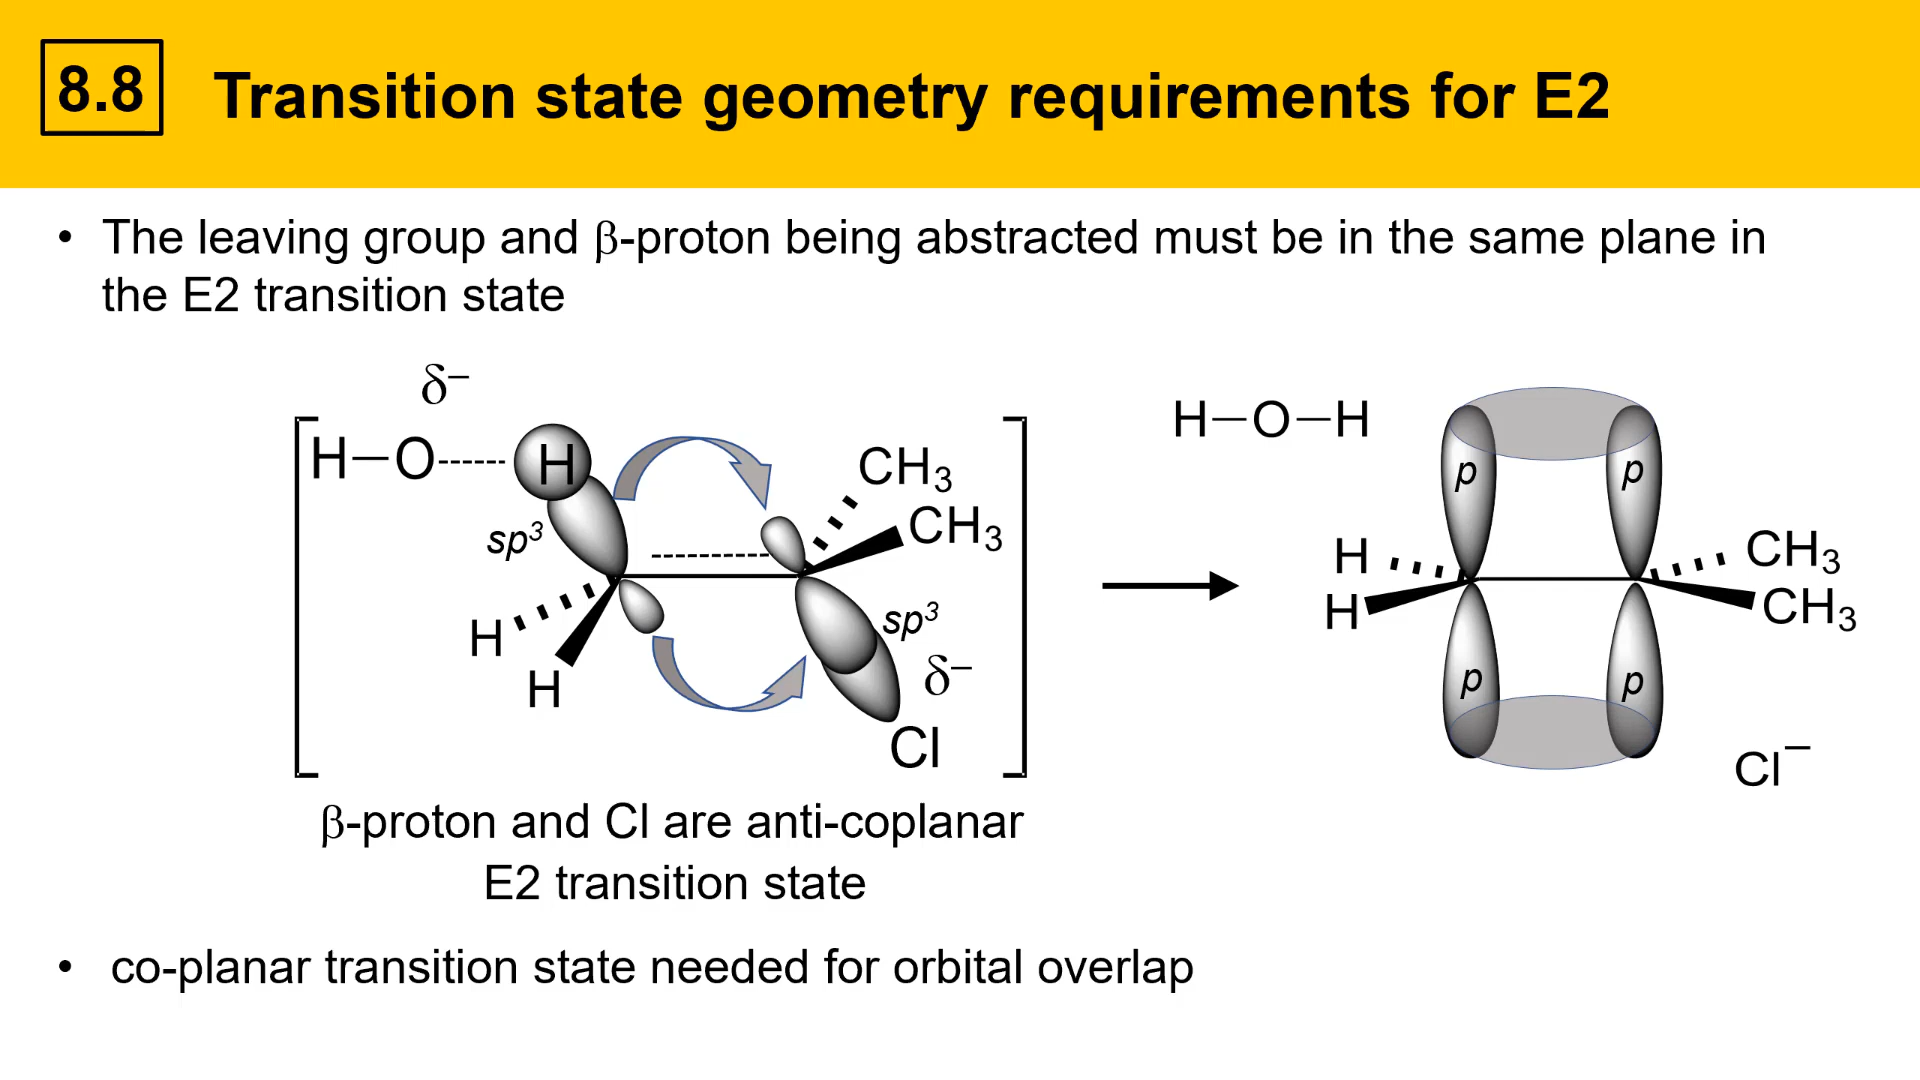 8.8
Transition state geometry requirements for E2
• The leaving group and β-proton being abstracted must be in the same plane in
the E2 transition state
δ–
H–O
H
sp³
H
H
CH₃
CH₃
sp³
δ–
Cl
H–O–H
p
p
H
H
CH₃
CH₃
p
p
Cl–
β-proton and Cl are anti-coplanar
E2 transition state
• co-planar transition state needed for orbital overlap